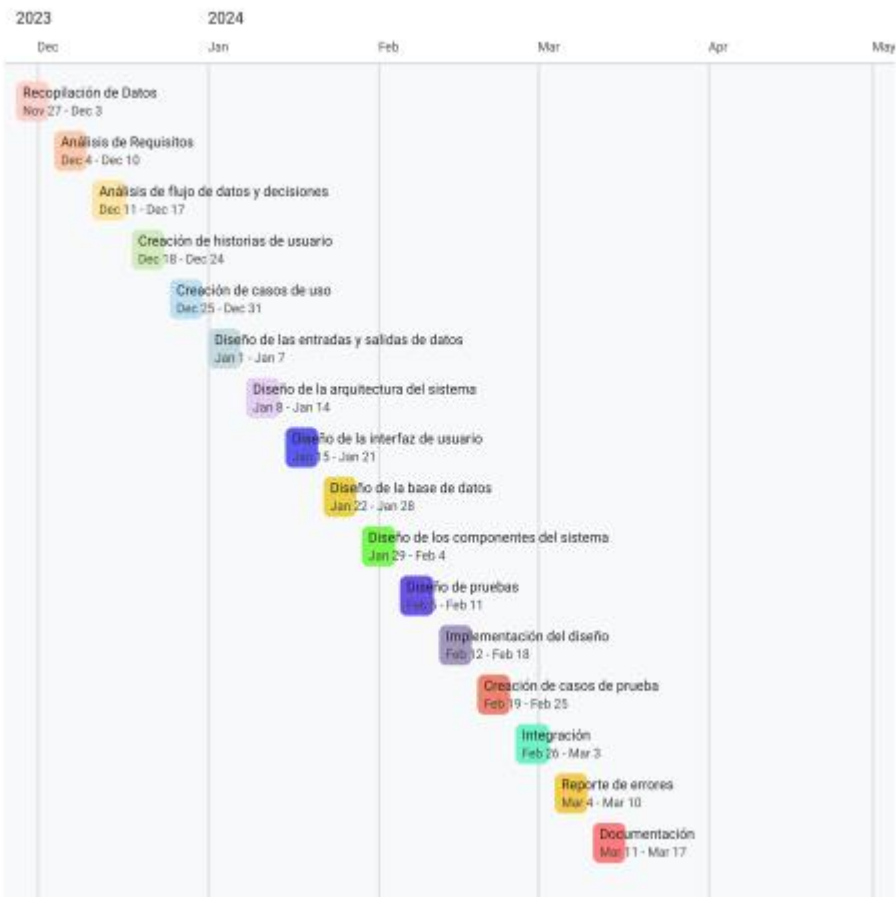 2023 2024
Dec Jan Feb Mar Apr May
Recopilación de Datos
Nov 27 - Dec 3
Análisis de Requisitos
Dec 4 - Dec 10
Análisis de flujo de datos y decisiones
Dec 11 - Dec 17
Creación de historias de usuario
Dec 18 - Dec 24
Creación de casos de uso
Dec 25 - Dec 31
Diseño de las entradas y salidas de datos
Jan 1 - Jan 7
Diseño de la arquitectura del sistema
Jan 8 - Jan 14
Diseño de la interfaz de usuario
Jan 15 - Jan 21
Diseño de la base de datos
Jan 22 - Jan 28
Diseño de los componentes del sistema
Jan 29 - Feb 4
Diseño de pruebas
Feb 5 - Feb 11
Implementación del diseño
Feb 12 - Feb 18
Creación de casos de prueba
Feb 19 - Feb 25
Integración
Feb 26 - Mar 3
Reporte de errores
Mar 4 - Mar 10
Documentación
Mar 11 - Mar 17